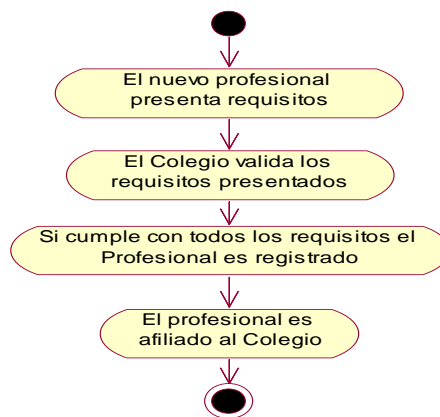 El nuevo profesional
presenta requisitos
El Colegio valida los
requisitos presentados
Si cumple con todos los requisitos el
Profesional es registrado
El profesional es
afiliado al Colegio